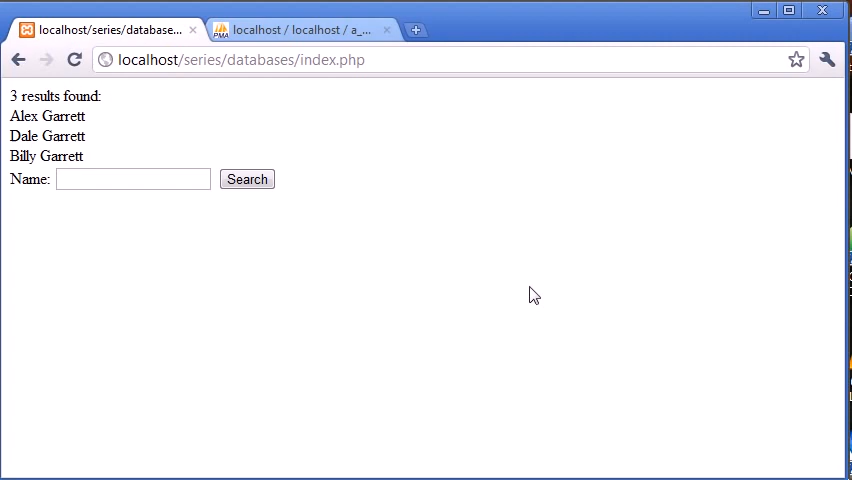 localhost/series/database...
localhost / localhost / a_...
localhost/series/databases/index.php
3 results found:
Alex Garrett
Dale Garrett
Billy Garrett
Name: Search